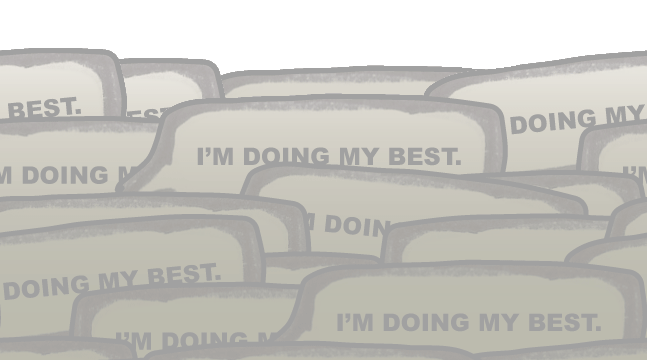 BEST.
EST.
DOING MY
I'M DOING MY BEST.
M DOING M
I'M
M DOIN
DOING MY BEST.
I'M DOING MY BEST.
I'M DOING M